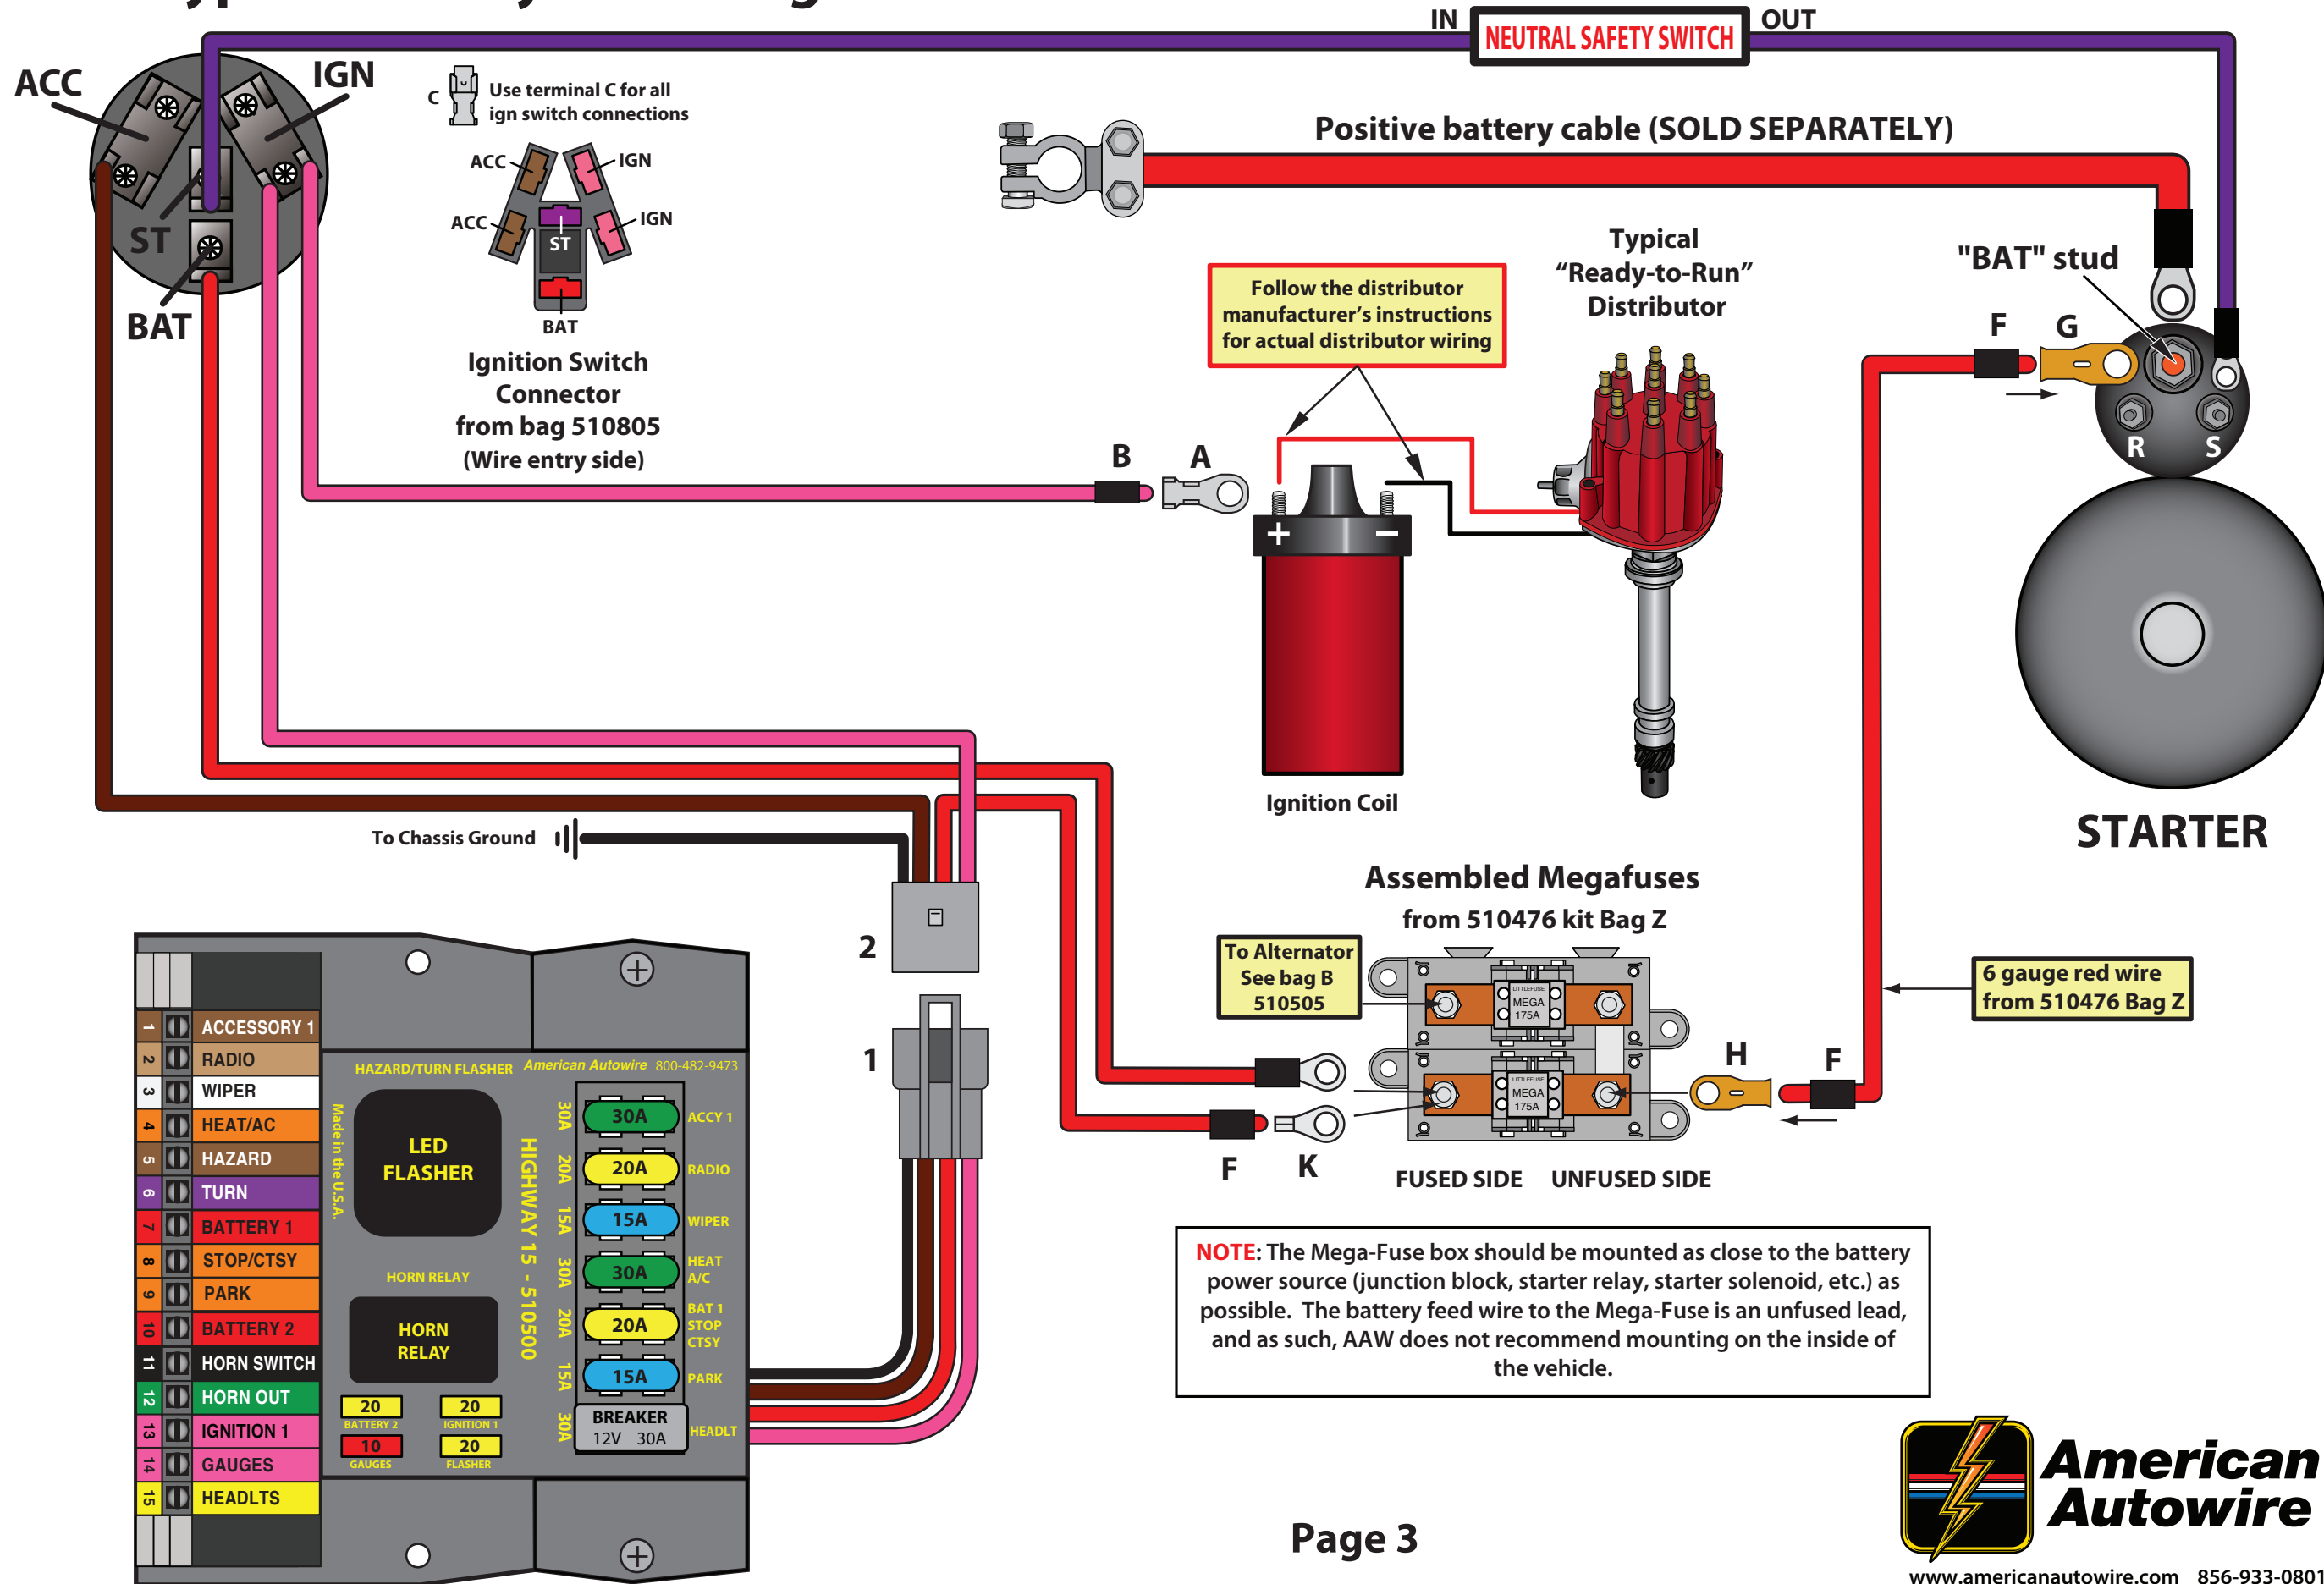 IN
NEUTRAL SAFETY SWITCH
OUT
ACC
IGN
ST
BAT
C
Use terminal C for all
ign switch connections
ACC
IGN
ACC
IGN
ST
BAT
Ignition Switch
Connector
from bag 510805
(Wire entry side)
Positive battery cable (SOLD SEPARATELY)
Follow the distributor
manufacturer's instructions
for actual distributor wiring
Typical
“Ready-to-Run”
Distributor
"BAT" stud
F
G
R
S
STARTER
B
A
+
−
Ignition Coil
To Chassis Ground
2
1
Assembled Megafuses
from 510476 kit Bag Z
To Alternator
See bag B
510505
LITTLEFUSE
MEGA
175A
LITTLEFUSE
MEGA
175A
6 gauge red wire
from 510476 Bag Z
H
F
F
K
FUSED SIDE
UNFUSED SIDE
NOTE: The Mega-Fuse box should be mounted as close to the battery
power source (junction block, starter relay, starter solenoid, etc.) as
possible. The battery feed wire to the Mega-Fuse is an unfused lead,
and as such, AAW does not recommend mounting on the inside of
the vehicle.
1 ACCESSORY 1
2 RADIO
3 WIPER
4 HEAT/AC
5 HAZARD
6 TURN
7 BATTERY 1
8 STOP/CTSY
9 PARK
10 BATTERY 2
11 HORN SWITCH
12 HORN OUT
13 IGNITION 1
14 GAUGES
15 HEADLTS
HAZARD/TURN FLASHER
American Autowire 800-482-9473
Made in the U.S.A.
LED
FLASHER
HORN RELAY
HORN
RELAY
20
BATTERY 2
20
IGNITION 1
10
GAUGES
20
FLASHER
HIGHWAY 15 - 510500
30A
30A
ACCY 1
20A
20A
RADIO
15A
15A
WIPER
30A
30A
HEAT
A/C
20A
20A
BAT 1
STOP
CTSY
15A
15A
PARK
30A
BREAKER
12V 30A
HEADLT
Page 3
American
Autowire
www.americanautowire.com 856-933-0801